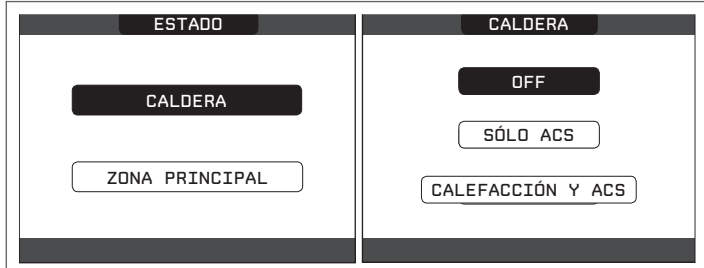 ESTADO
CALDERA
ZONA PRINCIPAL
CALDERA
OFF
SÓLO ACS
CALEFACCIÓN Y ACS